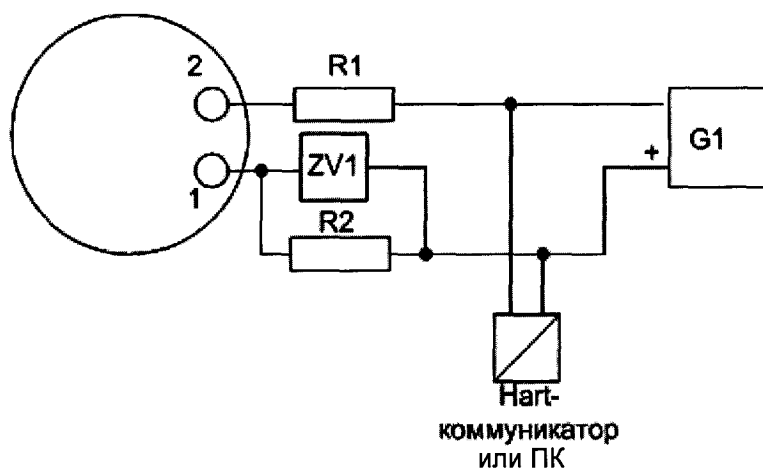 2
R1
G1
+
ZV1
1
R2
Hart-
коммуникатор
или ПК